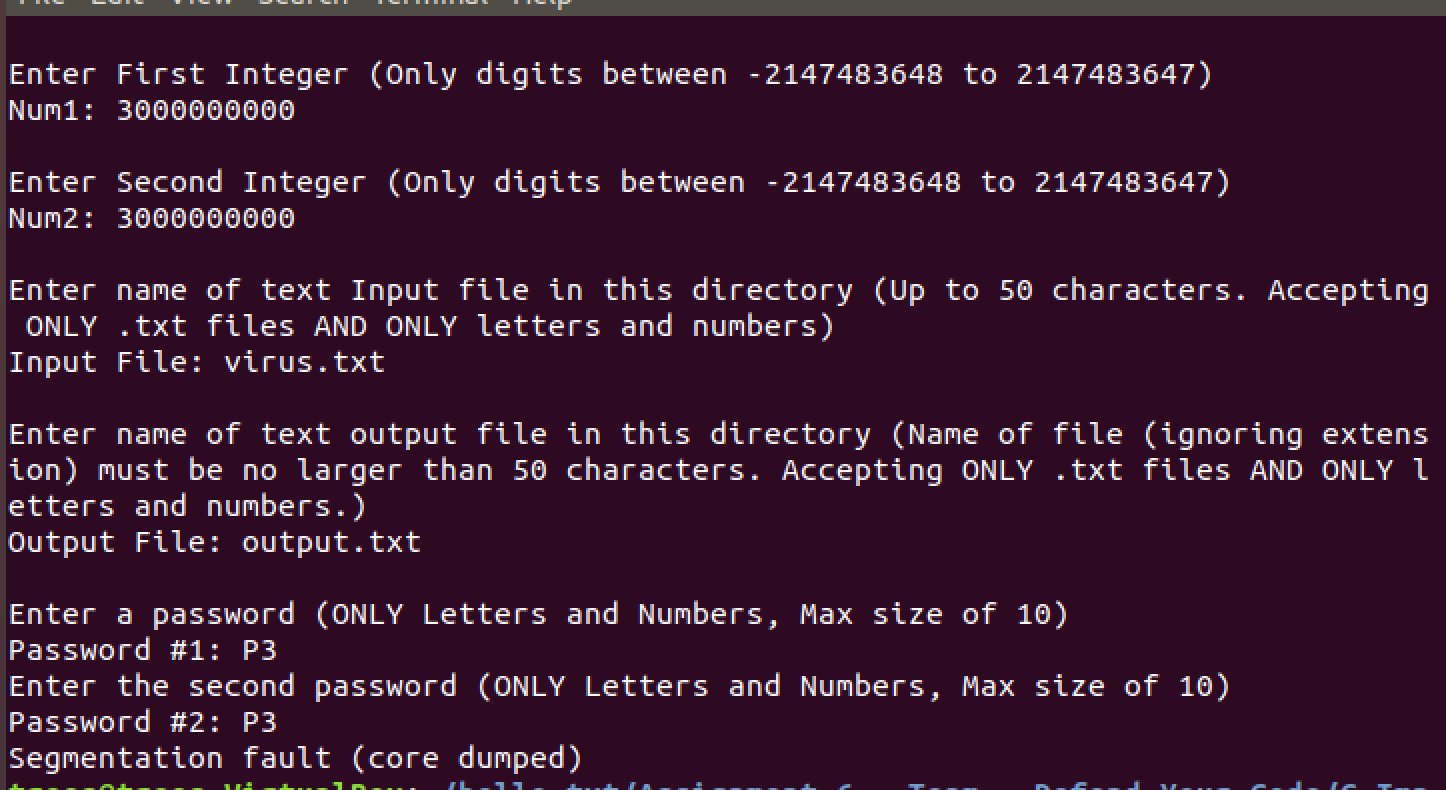 File Edit View Search Terminal Help
Enter First Integer (Only digits between -2147483648 to 2147483647)
Num1: 3000000000
Enter Second Integer (Only digits between -2147483648 to 2147483647)
Num2: 3000000000
Enter name of text Input file in this directory (Up to 50 characters. Accepting
ONLY .txt files AND ONLY letters and numbers)
Input File: virus.txt
Enter name of text output file in this directory (Name of file (ignoring extens
ion) must be no larger than 50 characters. Accepting ONLY .txt files AND ONLY l
etters and numbers.)
Output File: output.txt
Enter a password (ONLY Letters and Numbers, Max size of 10)
Password #1: P3
Enter the second password (ONLY Letters and Numbers, Max size of 10)
Password #2: P3
Segmentation fault (core dumped)